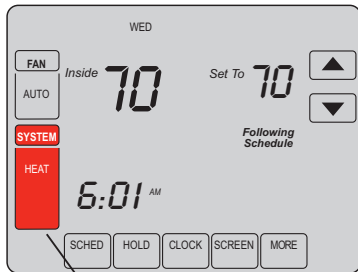 WED
FAN
AUTO
Inside 70
Set To 70
Following
Schedule
SYSTEM
HEAT
6:01 AM
SCHED HOLD CLOCK SCREEN MORE